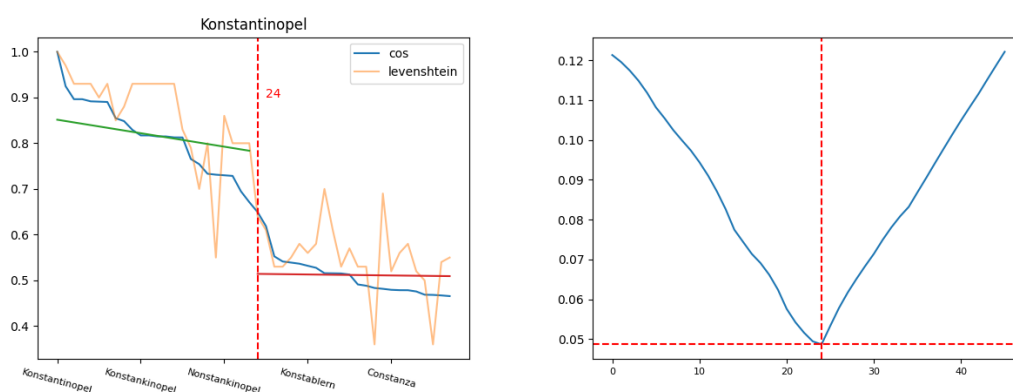 Konstantinopel
cos
levenshtein
24
1.0
0.9
0.8
0.7
0.6
0.5
0.4
Konstantinopel
Konstankinopel
Nonstankinopel
Konstablern
Constanza
0.12
0.11
0.10
0.09
0.08
0.07
0.06
0.05
0
10
20
30
40